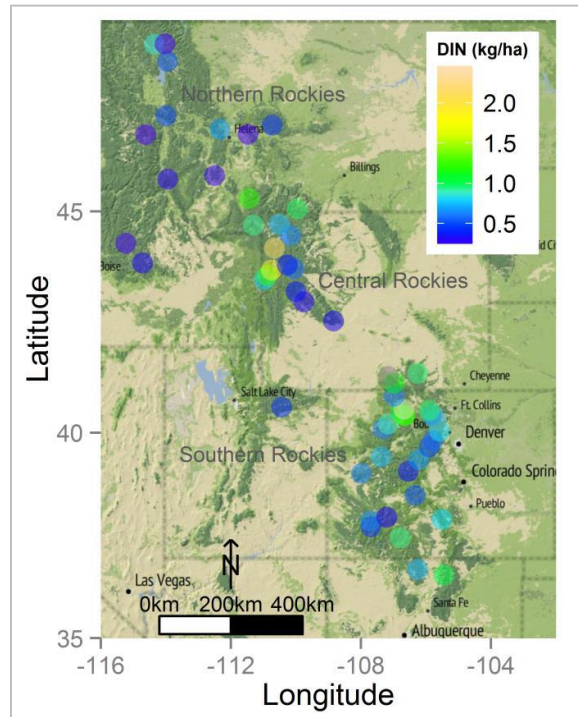 DIN (kg/ha)
2.0
1.5
1.0
0.5
Northern Rockies
Helena
Billings
45
Boise
Central Rockies
Latitude
Cheyenne
Salt Lake City
Ft. Collins
40
Bou
Denver
Southern Rockies
Colorado Spring
Pueblo
N
Las Vegas
0km 200km 400km
Santa Fe
Albuquerque
35
-116 -112 -108 -104
Longitude